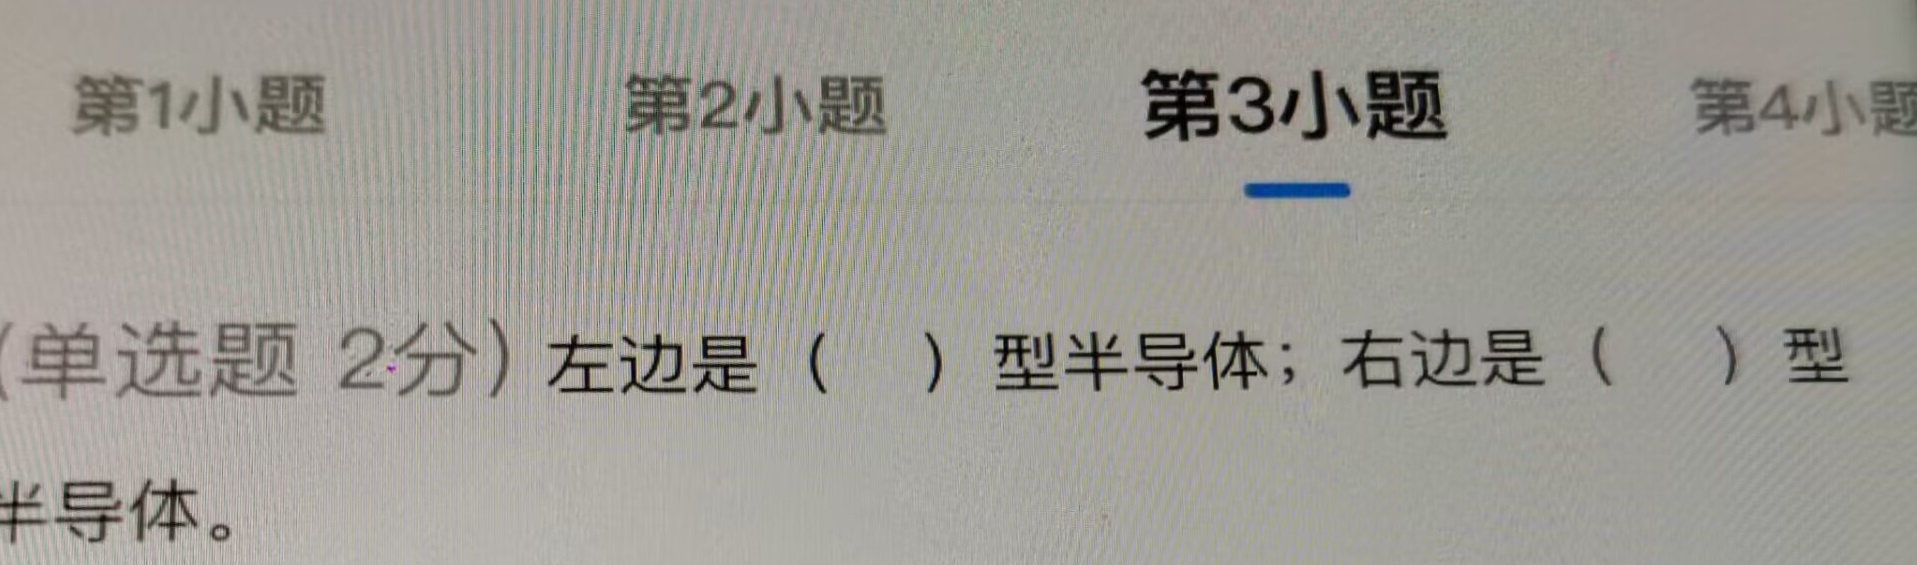 第1小题 第2小题 第3小题 第4小题
(单选题 2分) 左边是（　）型半导体；右边是（　）型
半导体。